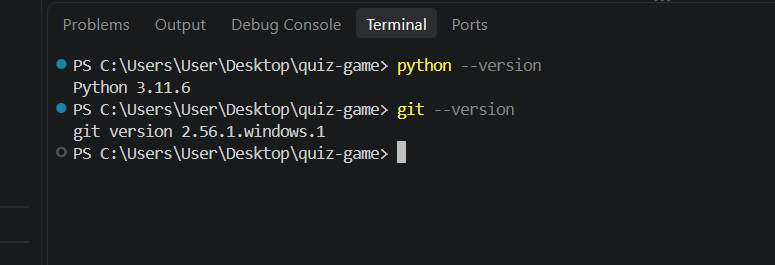 Problems Output Debug Console Terminal Ports
PS C:\Users\User\Desktop\quiz-game> python --version
Python 3.11.6
PS C:\Users\User\Desktop\quiz-game> git --version
git version 2.56.1.windows.1
PS C:\Users\User\Desktop\quiz-game>